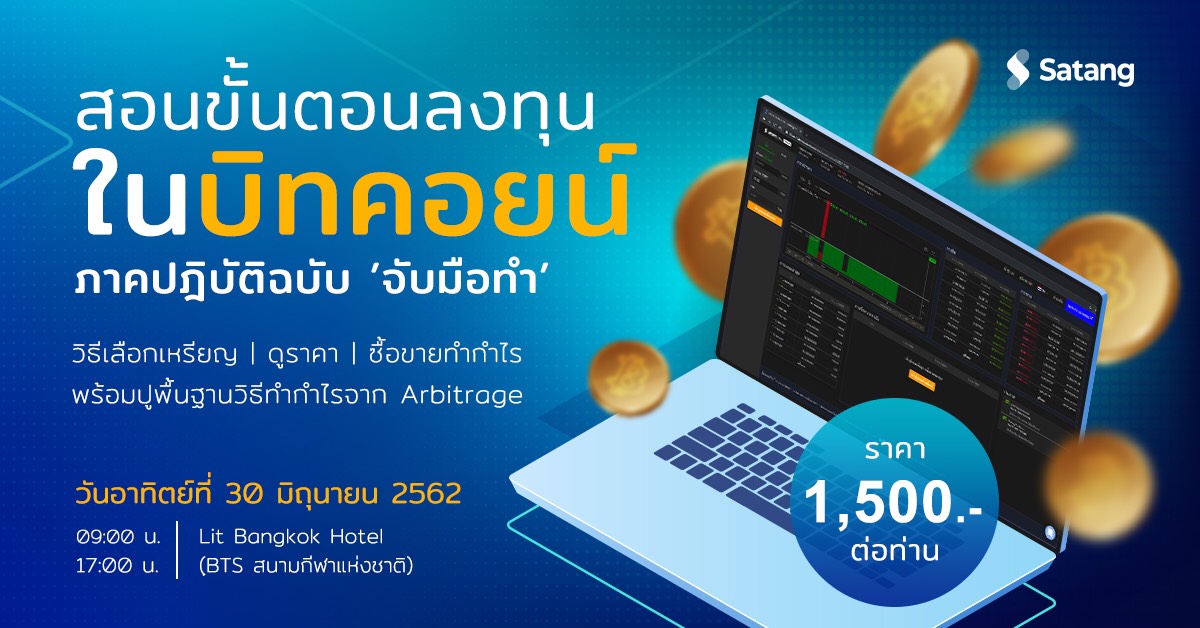 Satang
สอนขั้นตอนลงทุน
ในบิทคอยน์
ภาคปฏิบัติฉบับ 'จับมือทำ'
วิธีเลือกเหรียญ | ดูราคา | ซื้อขายทำกำไร
พร้อมปูพื้นฐานวิธีทำกำไรจาก Arbitrage
วันอาทิตย์ที่ 30 มิถุนายน 2562
09:00 น.
17:00 น.
Lit Bangkok Hotel
(BTS สนามกีฬาแห่งชาติ)
ราคา
1,500.-
ต่อท่าน